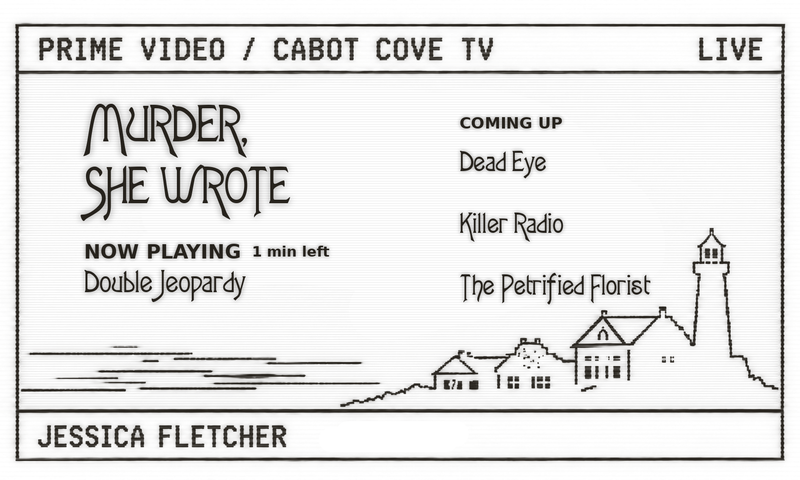 PRIME VIDEO / CABOT COVE TV LIVE
MURDER,
SHE WROTE
NOW PLAYING 1 min left
Double Jeopardy
COMING UP
Dead Eye
Killer Radio
The Petrified Florist
JESSICA FLETCHER